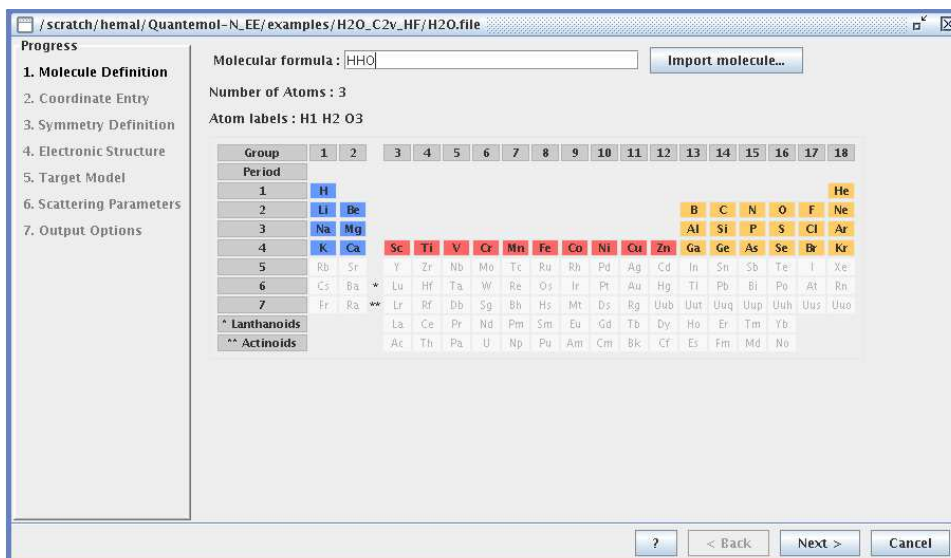 /scratch/hemal/Quantemol-N_EE/examples/H2O_C2v_HF/H2O.file
Progress
1. Molecule Definition
2. Coordinate Entry
3. Symmetry Definition
4. Electronic Structure
5. Target Model
6. Scattering Parameters
7. Output Options
Molecular formula : HHO
Import molecule...
Number of Atoms : 3
Atom labels : H1 H2 O3
Group 1 2 3 4 5 6 7 8 9 10 11 12 13 14 15 16 17 18
Period
1 H He
2 Li Be B C N O F Ne
3 Na Mg Al Si P S Cl Ar
4 K Ca Sc Ti V Cr Mn Fe Co Ni Cu Zn Ga Ge As Se Br Kr
5 Rb Sr Y Zr Nb Mo Tc Ru Rh Pd Ag Cd In Sn Sb Te I Xe
6 Cs Ba * Lu Hf Ta W Re Os Ir Pt Au Hg Tl Pb Bi Po At Rn
7 Fr Ra ** Lr Rf Db Sg Bh Hs Mt Ds Rg Uub Uut Uuq Uup Uuh Uus Uuo
* Lanthanoids La Ce Pr Nd Pm Sm Eu Gd Tb Dy Ho Er Tm Yb
** Actinoids Ac Th Pa U Np Pu Am Cm Bk Cf Es Fm Md No
? < Back Next > Cancel